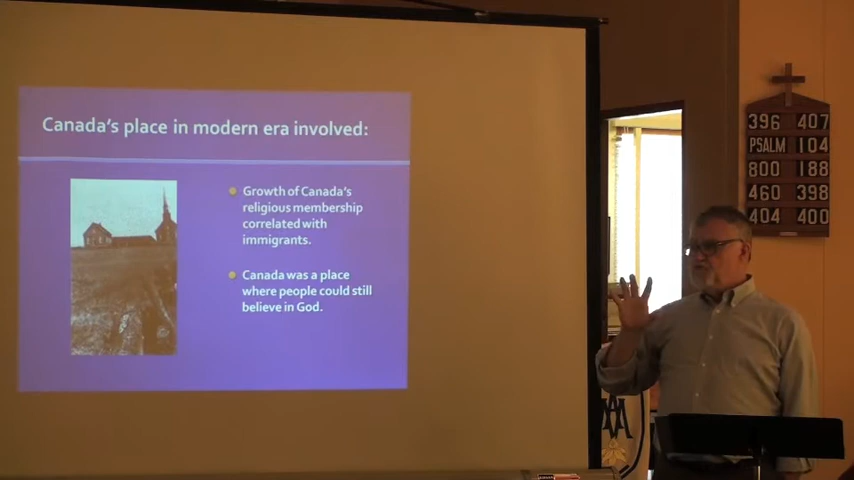 Canada's place in modern era involved:
Growth of Canada's
religious membership
correlated with
immigrants.
Canada was a place
where people could still
believe in God.
396 407
PSALM 104
800 188
460 398
404 400